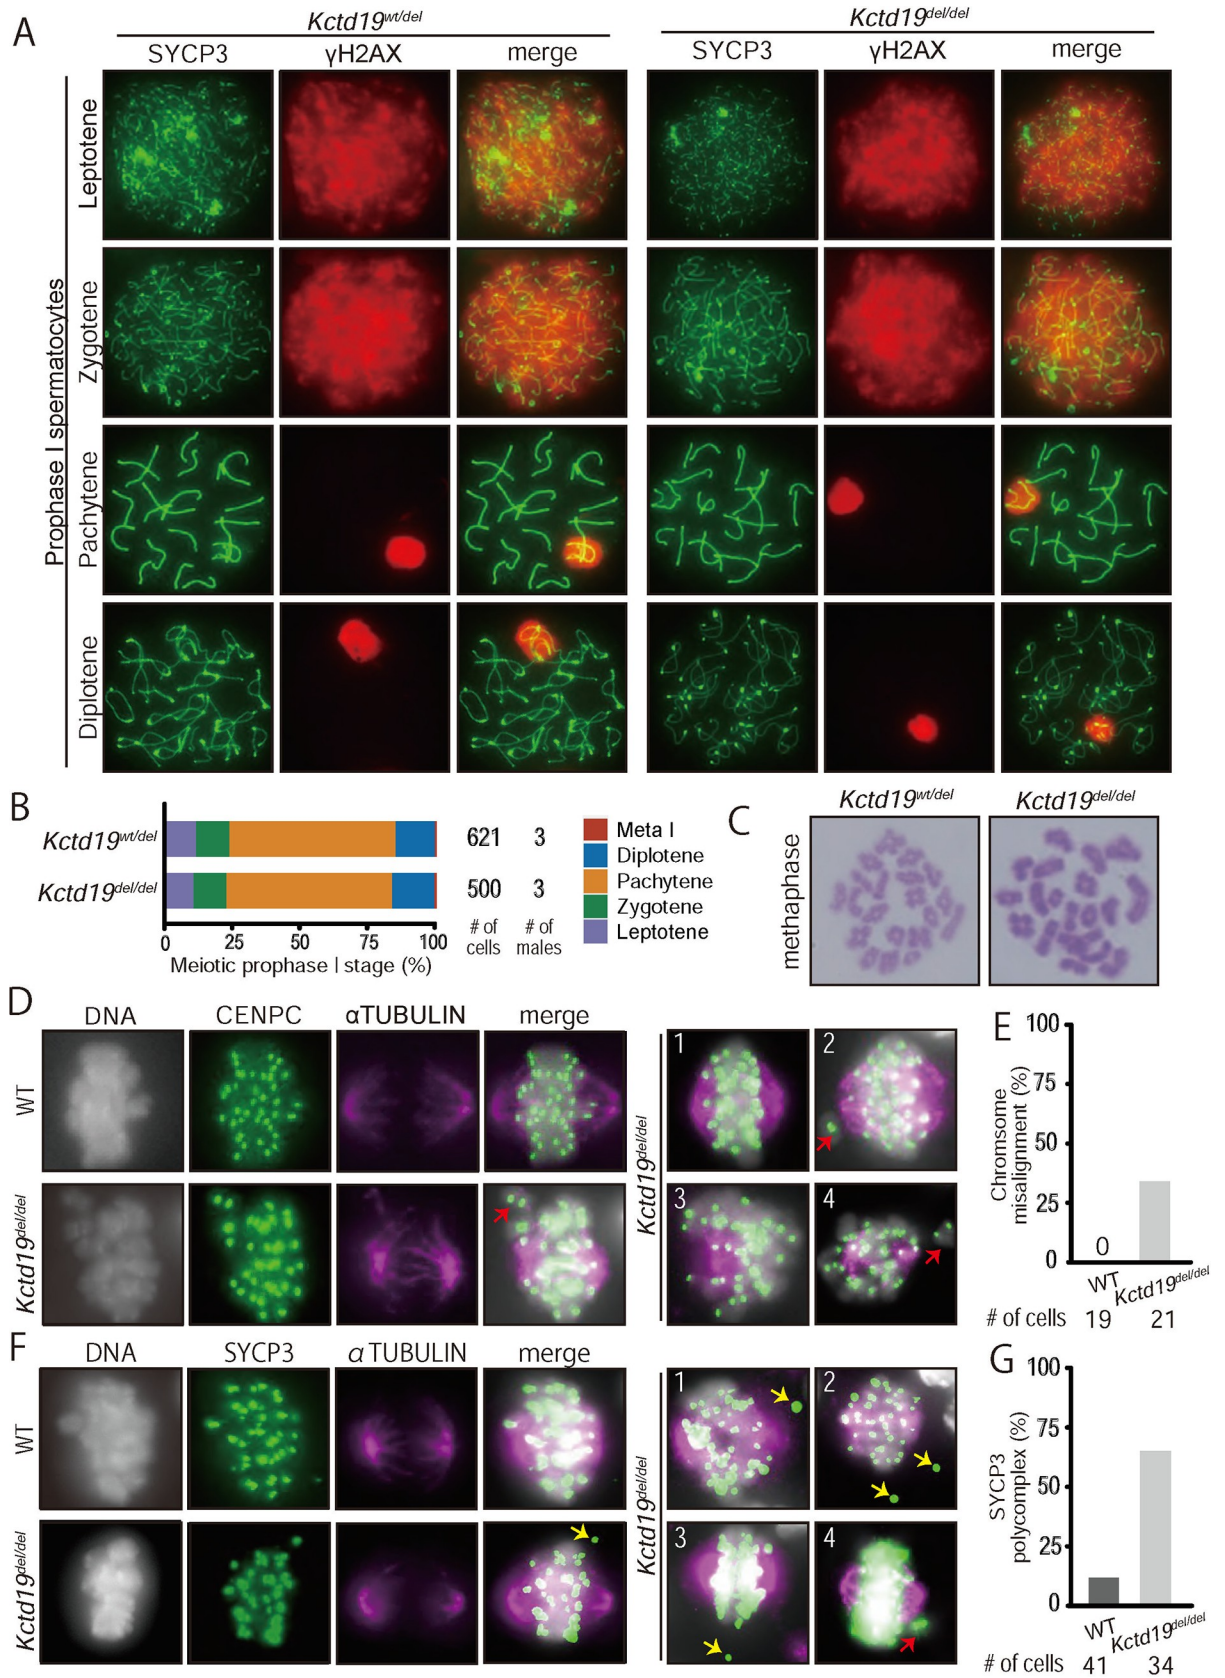 A
Kctd19wt/del
Kctd19del/del
SYCP3
γH2AX
merge
SYCP3
γH2AX
merge
Prophase I spermatocytes
Leptotene
Zygotene
Pachytene
Diplotene
B
Kctd19wt/del
621
3
Kctd19del/del
500
3
0
25
50
75
100
Meiotic prophase I stage (%)
# of
cells
# of
males
Meta I
Diplotene
Pachytene
Zygotene
Leptotene
C
Kctd19wt/del
Kctd19del/del
methaphase
D
DNA
CENPC
αTUBULIN
merge
WT
Kctd19del/del
Kctd19del/del
1
2
3
4
E
Chromsome
misalignment (%)
100
75
50
25
0
0
WT
Kctd19del/del
# of cells
19
21
F
DNA
SYCP3
α TUBULIN
merge
WT
Kctd19del/del
Kctd19del/del
1
2
3
4
G
SYCP3
polycomplex (%)
100
75
50
25
0
WT
Kctd19del/del
# of cells
41
34